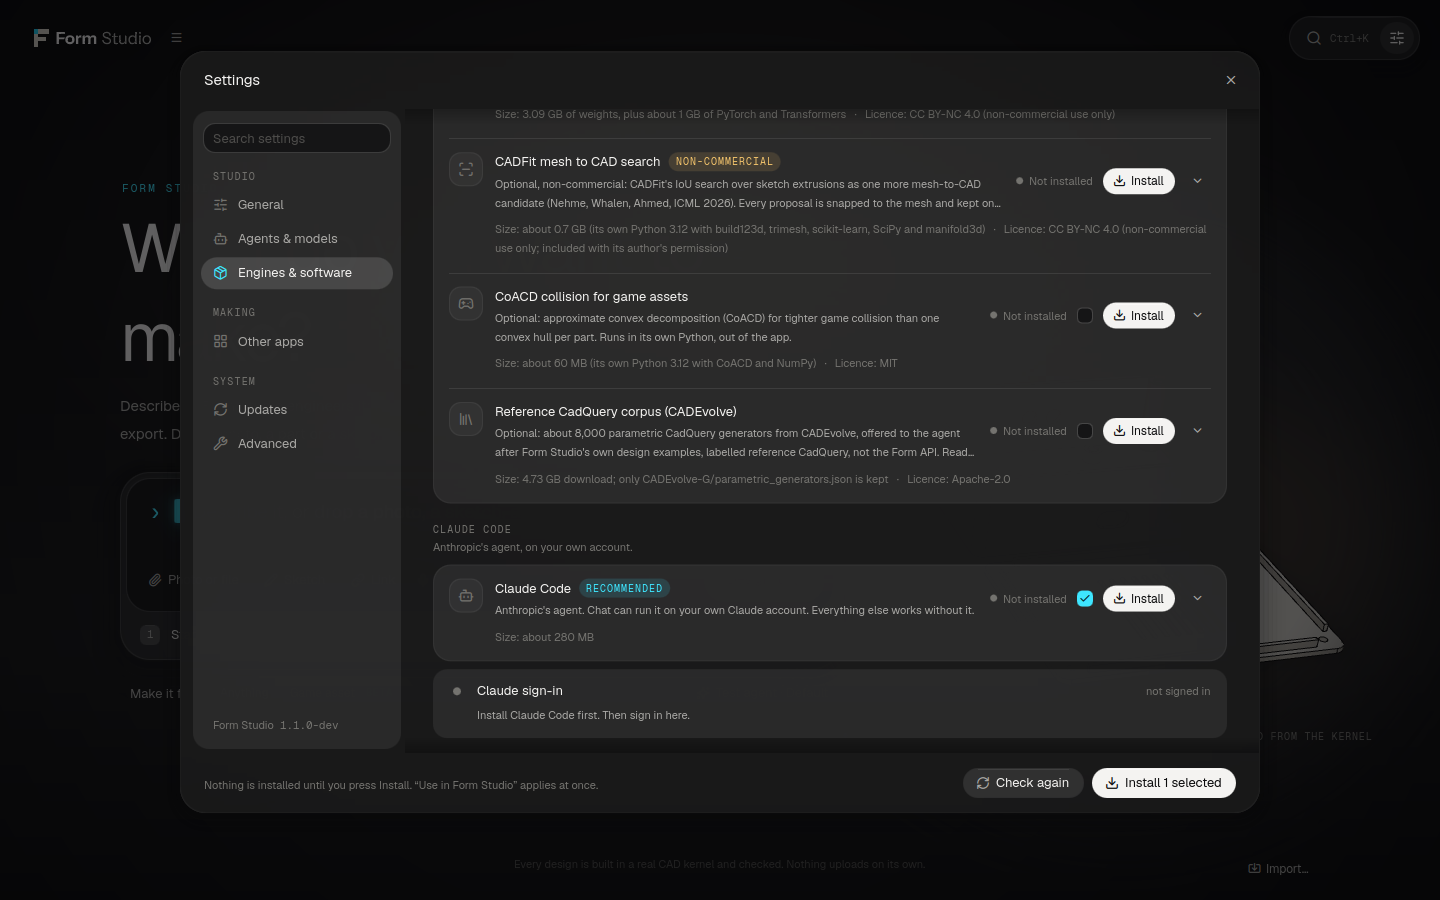 Form Studio
Ctrl+K
Settings
Search settings
STUDIO
General
Agents & models
Engines & software
MAKING
Other apps
SYSTEM
Updates
Advanced
Form Studio 1.1.0-dev
Size: 3.09 GB of weights, plus about 1 GB of PyTorch and Transformers · Licence: CC BY-NC 4.0 (non-commercial use only)
CADFit mesh to CAD search NON-COMMERCIAL
Optional, non-commercial: CADFit's IoU search over sketch extrusions as one more mesh-to-CAD
candidate (Nehme, Whalen, Ahmed, ICML 2026). Every proposal is snapped to the mesh and kept on...
Not installed
Install
Size: about 0.7 GB (its own Python 3.12 with build123d, trimesh, scikit-learn, SciPy and manifold3d) · Licence: CC BY-NC 4.0 (non-commercial
use only; included with its author's permission)
CoACD collision for game assets
Optional: approximate convex decomposition (CoACD) for tighter game collision than one
convex hull per part. Runs in its own Python, out of the app.
Not installed
Install
Size: about 60 MB (its own Python 3.12 with CoACD and NumPy) · Licence: MIT
Reference CadQuery corpus (CADEvolve)
Optional: about 8,000 parametric CadQuery generators from CADEvolve, offered to the agent
after Form Studio's own design examples, labelled reference CadQuery, not the Form API. Read...
Not installed
Install
Size: 4.73 GB download; only CADEvolve-G/parametric_generators.json is kept · Licence: Apache-2.0
CLAUDE CODE
Anthropic's agent, on your own account.
Claude Code RECOMMENDED
Anthropic's agent. Chat can run it on your own Claude account. Everything else works without it.
Not installed
Install
Size: about 280 MB
Claude sign-in
not signed in
Install Claude Code first. Then sign in here.
Nothing is installed until you press Install. “Use in Form Studio” applies at once.
Check again
Install 1 selected
FORM ST
W
ma
Describe
export. D
Ph
1 S
Make it f
FROM THE KERNEL
Every design is built in a real CAD kernel and checked. Nothing uploads on its own.
Import...